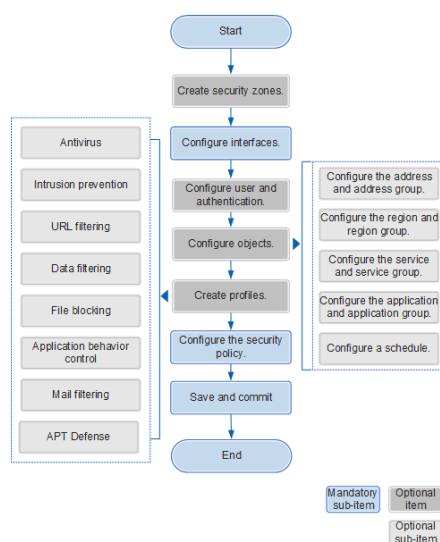 Start
Create security zones.
Configure interfaces.
Configure user and
authentication.
Configure objects.
Create profiles.
Configure the security
policy.
Save and commit
End
Antivirus
Intrusion prevention
URL filtering
Data filtering
File blocking
Application behavior
control
Mail filtering
APT Defense
Configure the address
and address group.
Configure the region and
region group.
Configure the service
and service group.
Configure the application
and application group.
Configure a schedule.
Mandatory
sub-item
Optional
item
Optional
sub-item